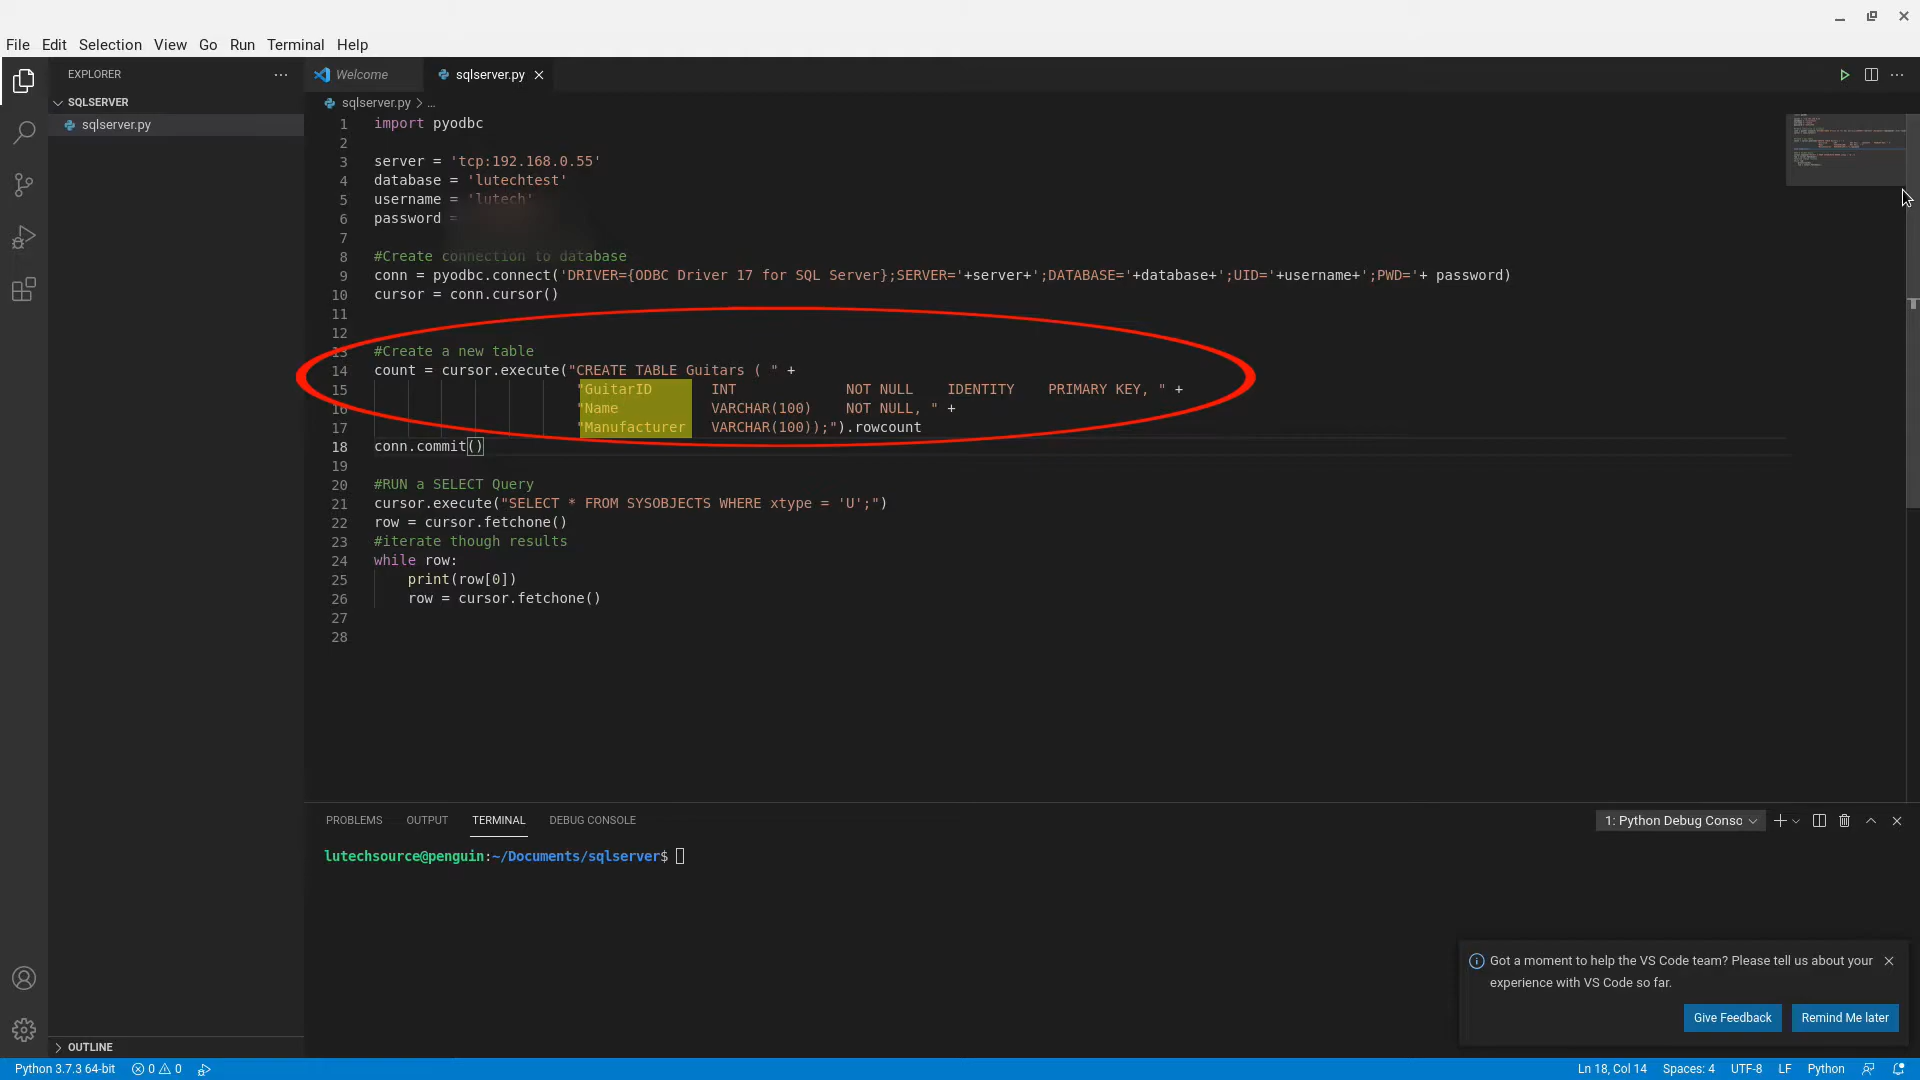 File Edit Selection View Go Run Terminal Help
EXPLORER ...
SQLSERVER
sqlserver.py
OUTLINE
Welcome
sqlserver.py
sqlserver.py > ...
1 import pyodbc
2
3 server = 'tcp:192.168.0.55'
4 database = 'lutechtest'
5 username = 'lutech'
6 password =
7
8 #Create connection to database
9 conn = pyodbc.connect('DRIVER={ODBC Driver 17 for SQL Server};SERVER='+server+';DATABASE='+database+';UID='+username+';PWD='+ password)
10 cursor = conn.cursor()
11
12
13 #Create a new table
14 count = cursor.execute("CREATE TABLE Guitars ( " +
15 "GuitarID INT NOT NULL IDENTITY PRIMARY KEY, " +
16 "Name VARCHAR(100) NOT NULL, " +
17 "Manufacturer VARCHAR(100));").rowcount
18 conn.commit()
19
20 #RUN a SELECT Query
21 cursor.execute("SELECT * FROM SYSOBJECTS WHERE xtype = 'U';")
22 row = cursor.fetchone()
23 #iterate though results
24 while row:
25 print(row[0])
26 row = cursor.fetchone()
27
28
PROBLEMS OUTPUT TERMINAL DEBUG CONSOLE
1: Python Debug Conso
lutechsource@penguin:~/Documents/sqlserver$
Got a moment to help the VS Code team? Please tell us about your
experience with VS Code so far.
Give Feedback Remind Me later
Python 3.7.3 64-bit 0 0
Ln 18, Col 14 Spaces: 4 UTF-8 LF Python